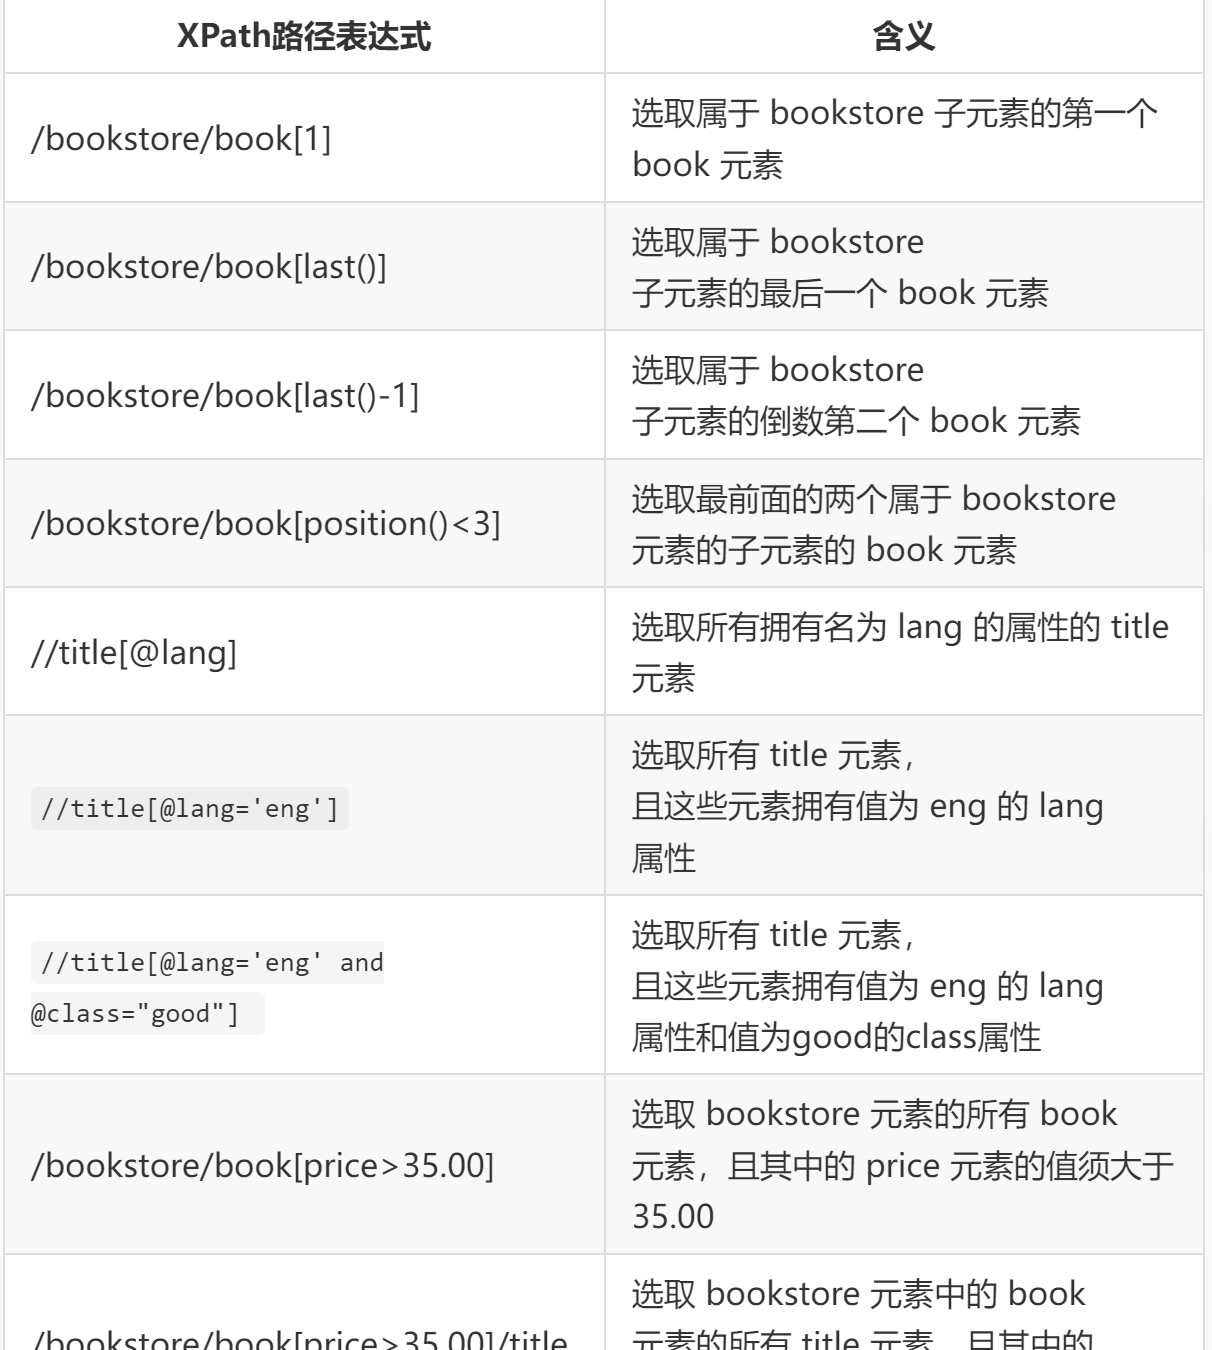 XPath路径表达式 含义
/bookstore/book[1]
选取属于 bookstore 子元素的第一个
book 元素
/bookstore/book[last()]
选取属于 bookstore
子元素的最后一个 book 元素
/bookstore/book[last()-1]
选取属于 bookstore
子元素的倒数第二个 book 元素
/bookstore/book[position()<3]
选取最前面的两个属于 bookstore
元素的子元素的 book 元素
//title[@lang]
选取所有拥有名为 lang 的属性的 title
元素
//title[@lang='eng']
选取所有 title 元素，
且这些元素拥有值为 eng 的 lang
属性
//title[@lang='eng' and
@class="good"]
选取所有 title 元素，
且这些元素拥有值为 eng 的 lang
属性和值为good的class属性
/bookstore/book[price>35.00]
选取 bookstore 元素的所有 book
元素，且其中的 price 元素的值须大于
35.00
/bookstore/book[price>35.00]/title
选取 bookstore 元素中的 book
元素的所有 title 元素，且其中的